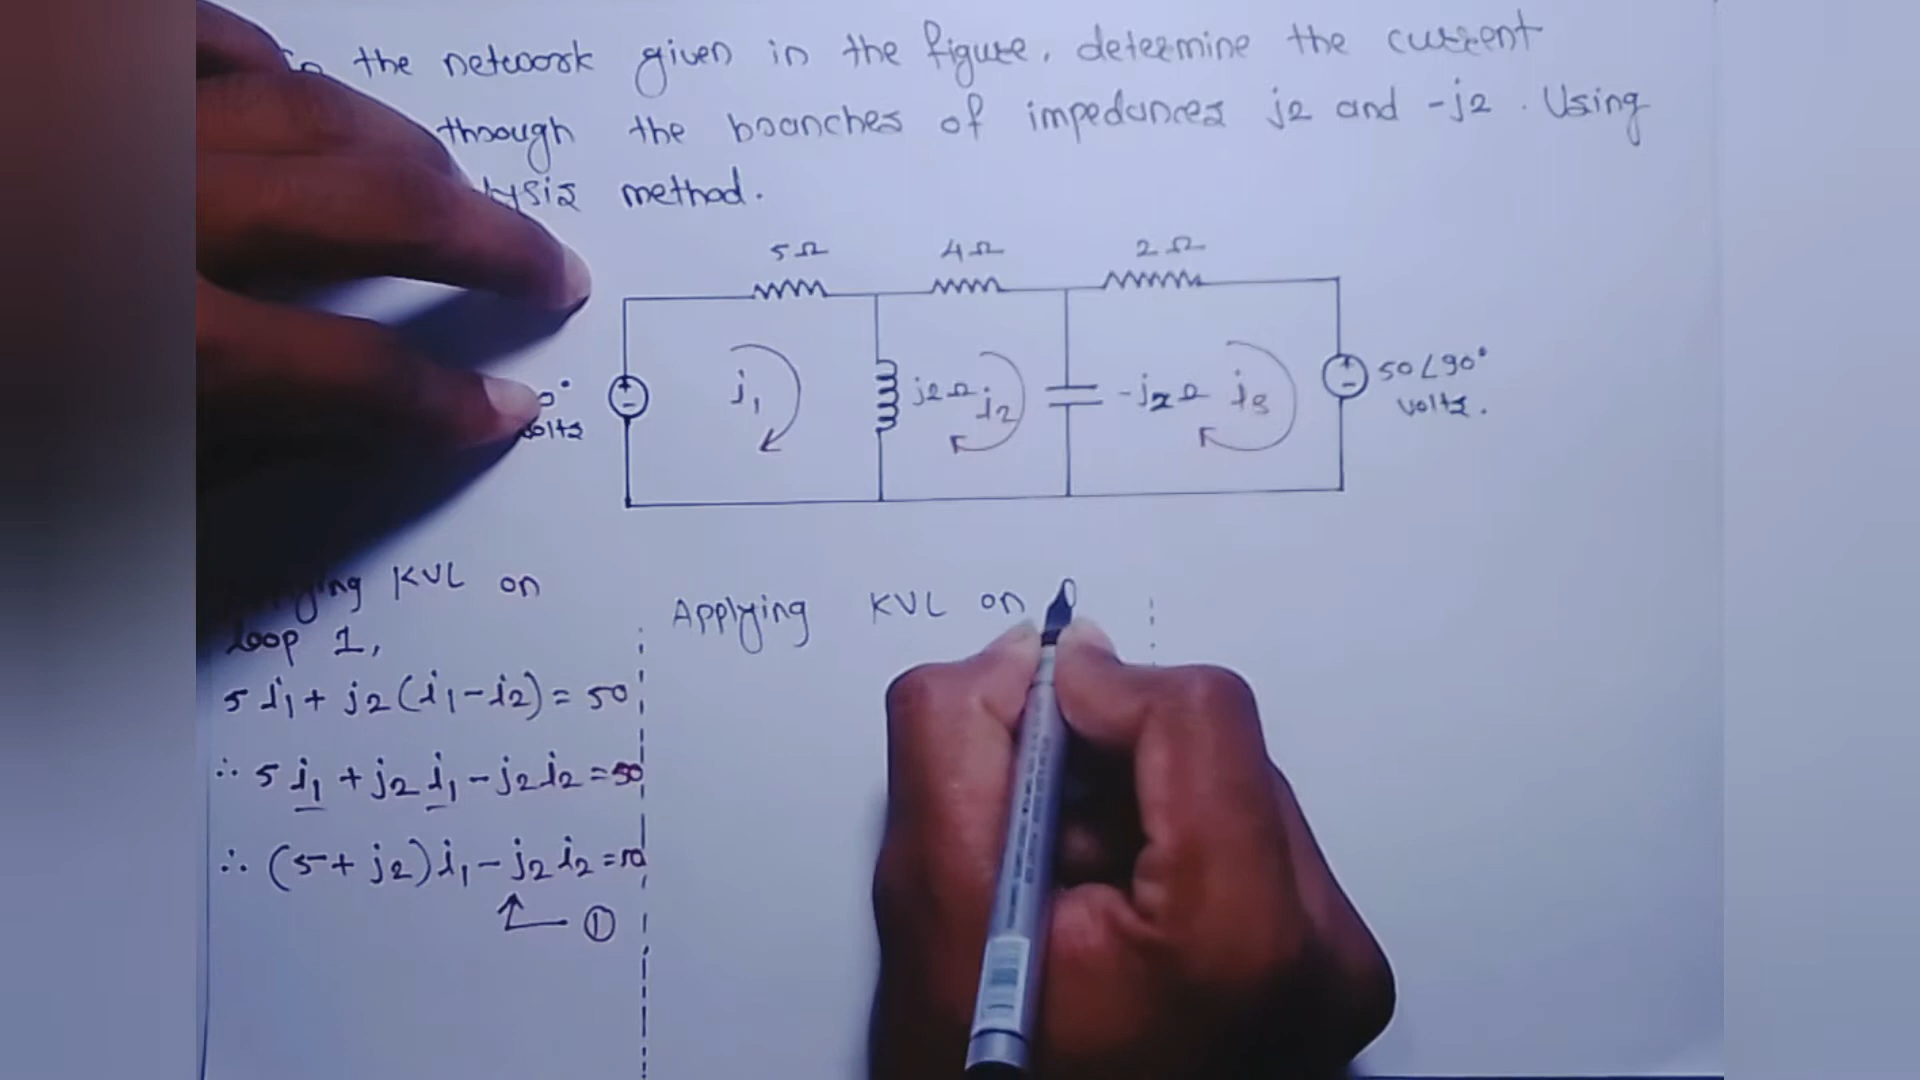 the network given in the figure, determine the current
through the branches of impedances j2 and -j2. Using
method.
5Ω
4Ω
2Ω
i₁
j2Ω
i₂
-j2Ω
i₃
50∠90°
volts.
volts
KVL on
loop 1,
5i₁ + j2(i₁-i₂) = 50
∴ 5i₁ + j2i₁ - j2i₂ = 50
∴ (5+j2)i₁ - j2i₂ = 50
①
Applying KVL on